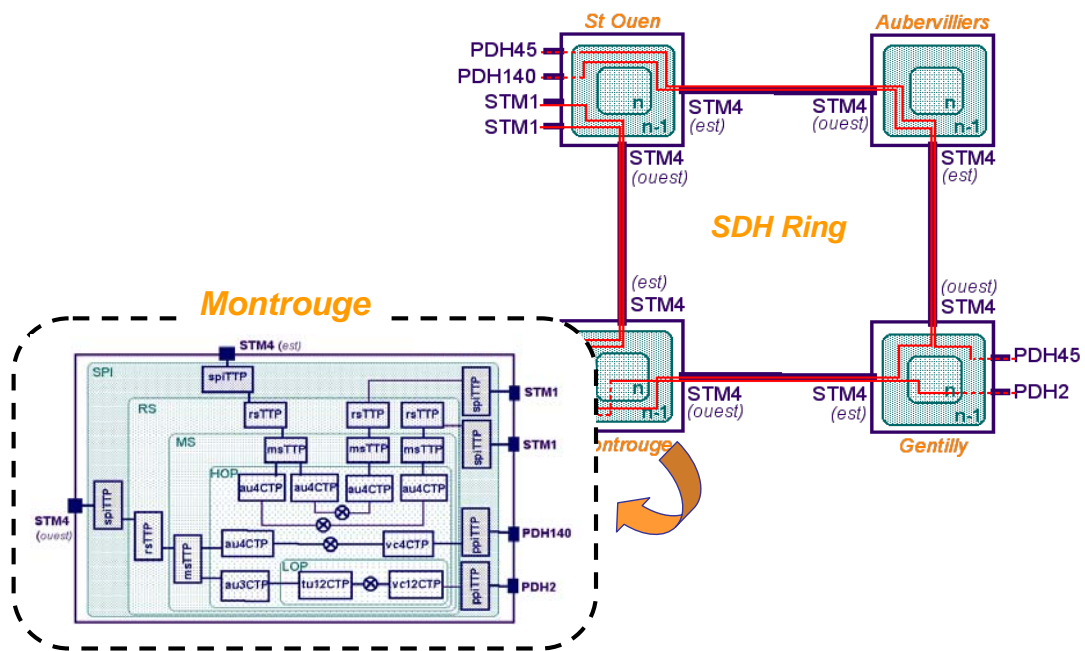 St Ouen
Aubervilliers
PDH45
PDH140
STM1
STM1
n
n-1
STM4
(est)
STM4
(ouest)
n
n-1
STM4
(ouest)
STM4
(est)
SDH Ring
(est)
STM4
(ouest)
STM4
n
n-1
STM4
(ouest)
STM4
(est)
n
n-1
PDH45
PDH2
ontrouge
Gentilly
Montrouge
STM4 (est)
SPI
spiTTP
spiTTP
STM1
RS
rsTTP
rsTTP
rsTTP
spiTTP
STM1
MS
msTTP
msTTP
msTTP
HOP
au4CTP
au4CTP
au4CTP
au4CTP
spiTTP
STM4
(ouest)
rsTTP
msTTP
au4CTP
vc4CTP
ppiTTP
PDH140
LOP
au3CTP
tu12CTP
vc12CTP
ppiTTP
PDH2